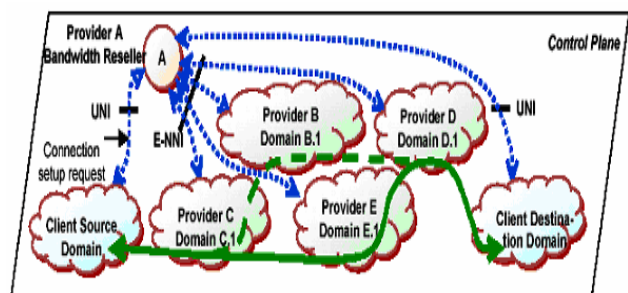 Provider A
Bandwidth Reseller
A
Control Plane
UNI
E-NNI
UNI
Connection
setup request
Provider B
Domain B.1
Provider D
Domain D.1
Client Source
Domain
Provider C
Domain C.1
Provider E
Domain E.1
Client Destina-
tion Domain